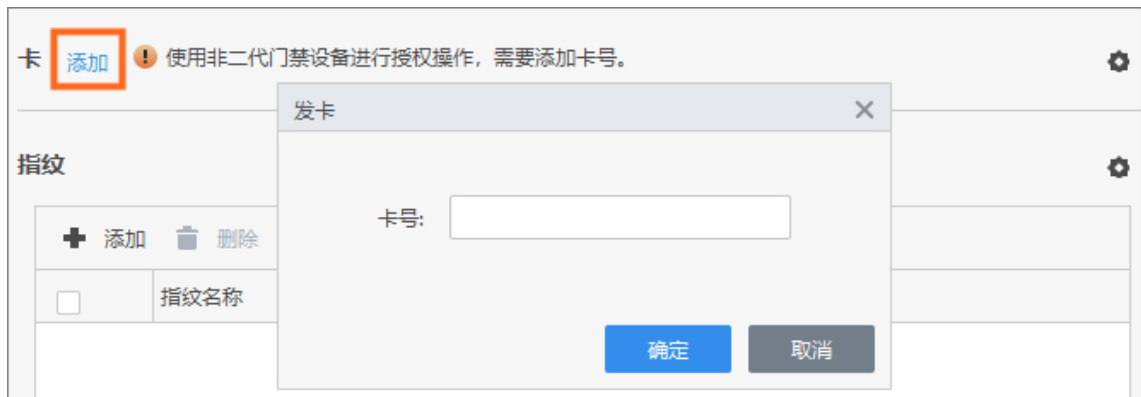 卡 添加 ! 使用非二代门禁设备进行授权操作，需要添加卡号。
发卡
指纹
卡号:
添加 删除
指纹名称
确定 取消